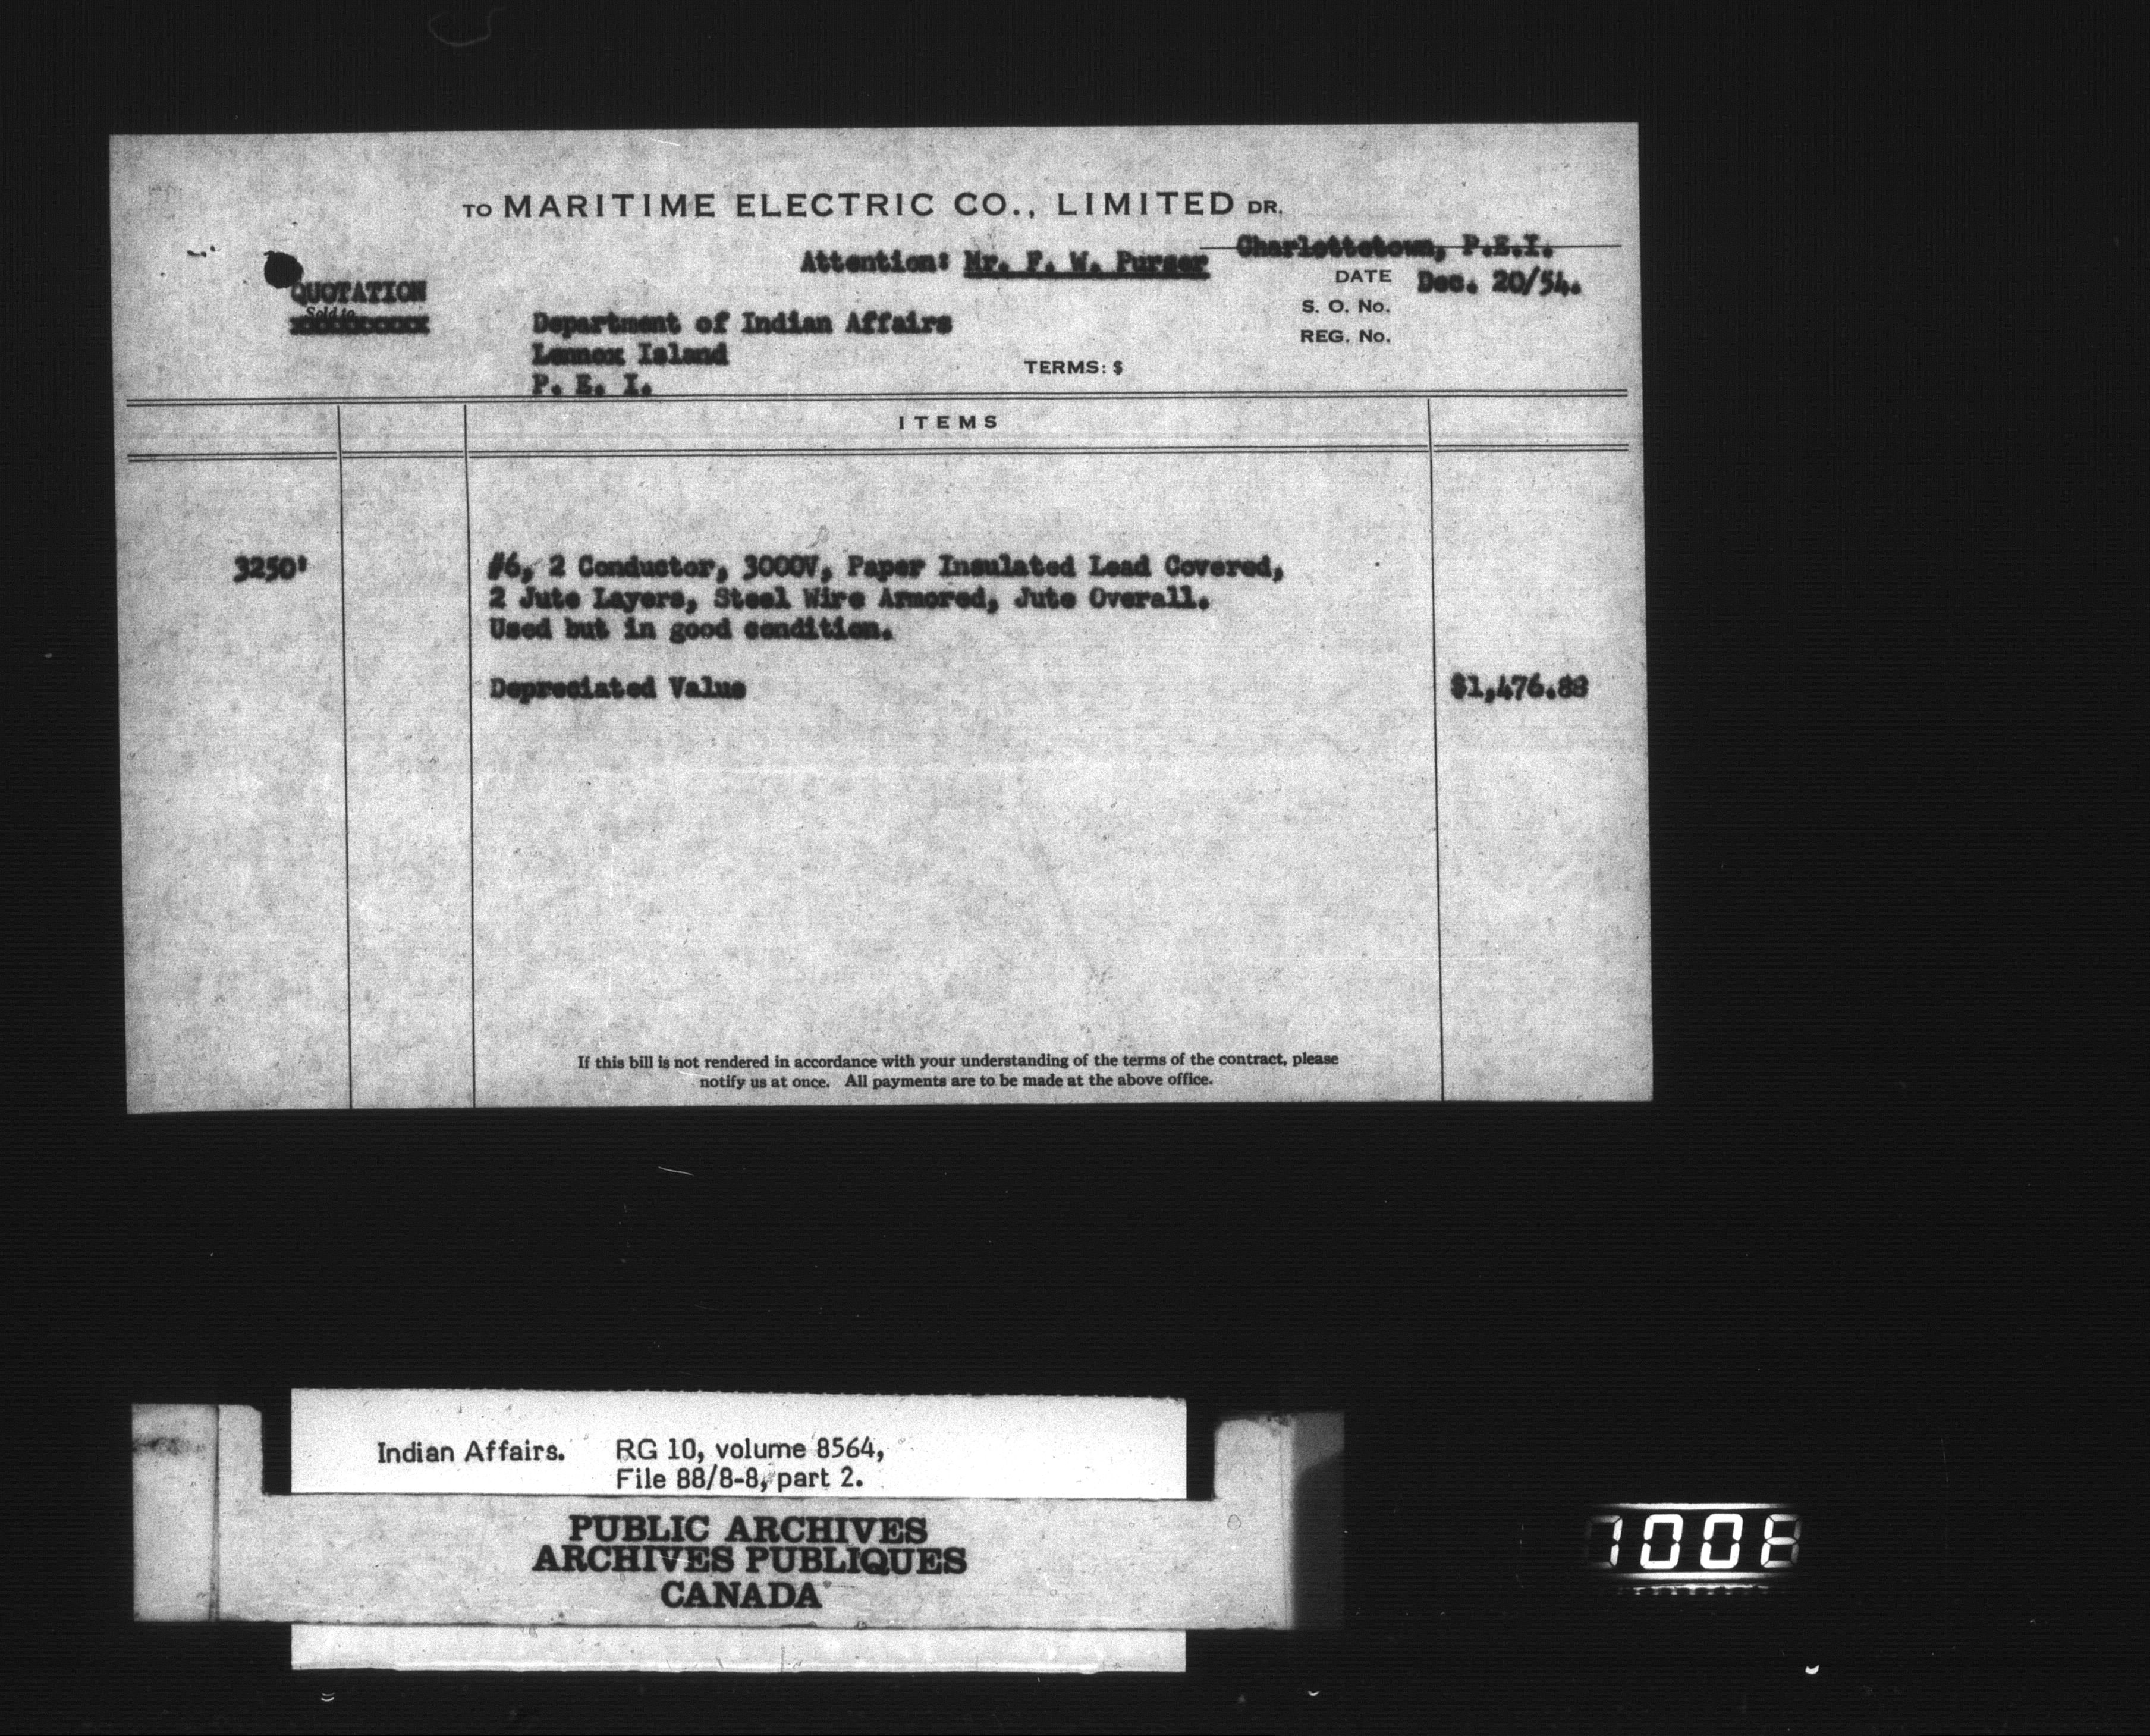 TO MARITIME ELECTRIC CO., LIMITED DR.
Charlottetown, P.E.I.
Attention: Mr. F. W. Purser
DATE Dec. 20/54.
QUOTATION
Sold to
xxxxxxxxxx
S. O. No.
Department of Indian Affairs
REG. No.
Lennox Island
TERMS: $
P. E. I.
ITEMS
3250' #6, 2 Conductor, 3000V, Paper Insulated Lead Covered,
2 Jute Layers, Steel Wire Armored, Jute Overall.
Used but in good condition.
Depreciated Value $1,476.88
If this bill is not rendered in accordance with your understanding of the terms of the contract, please
notify us at once. All payments are to be made at the above office.
Indian Affairs. RG 10, volume 8564,
File 88/8-8, part 2.
PUBLIC ARCHIVES
ARCHIVES PUBLIQUES
CANADA